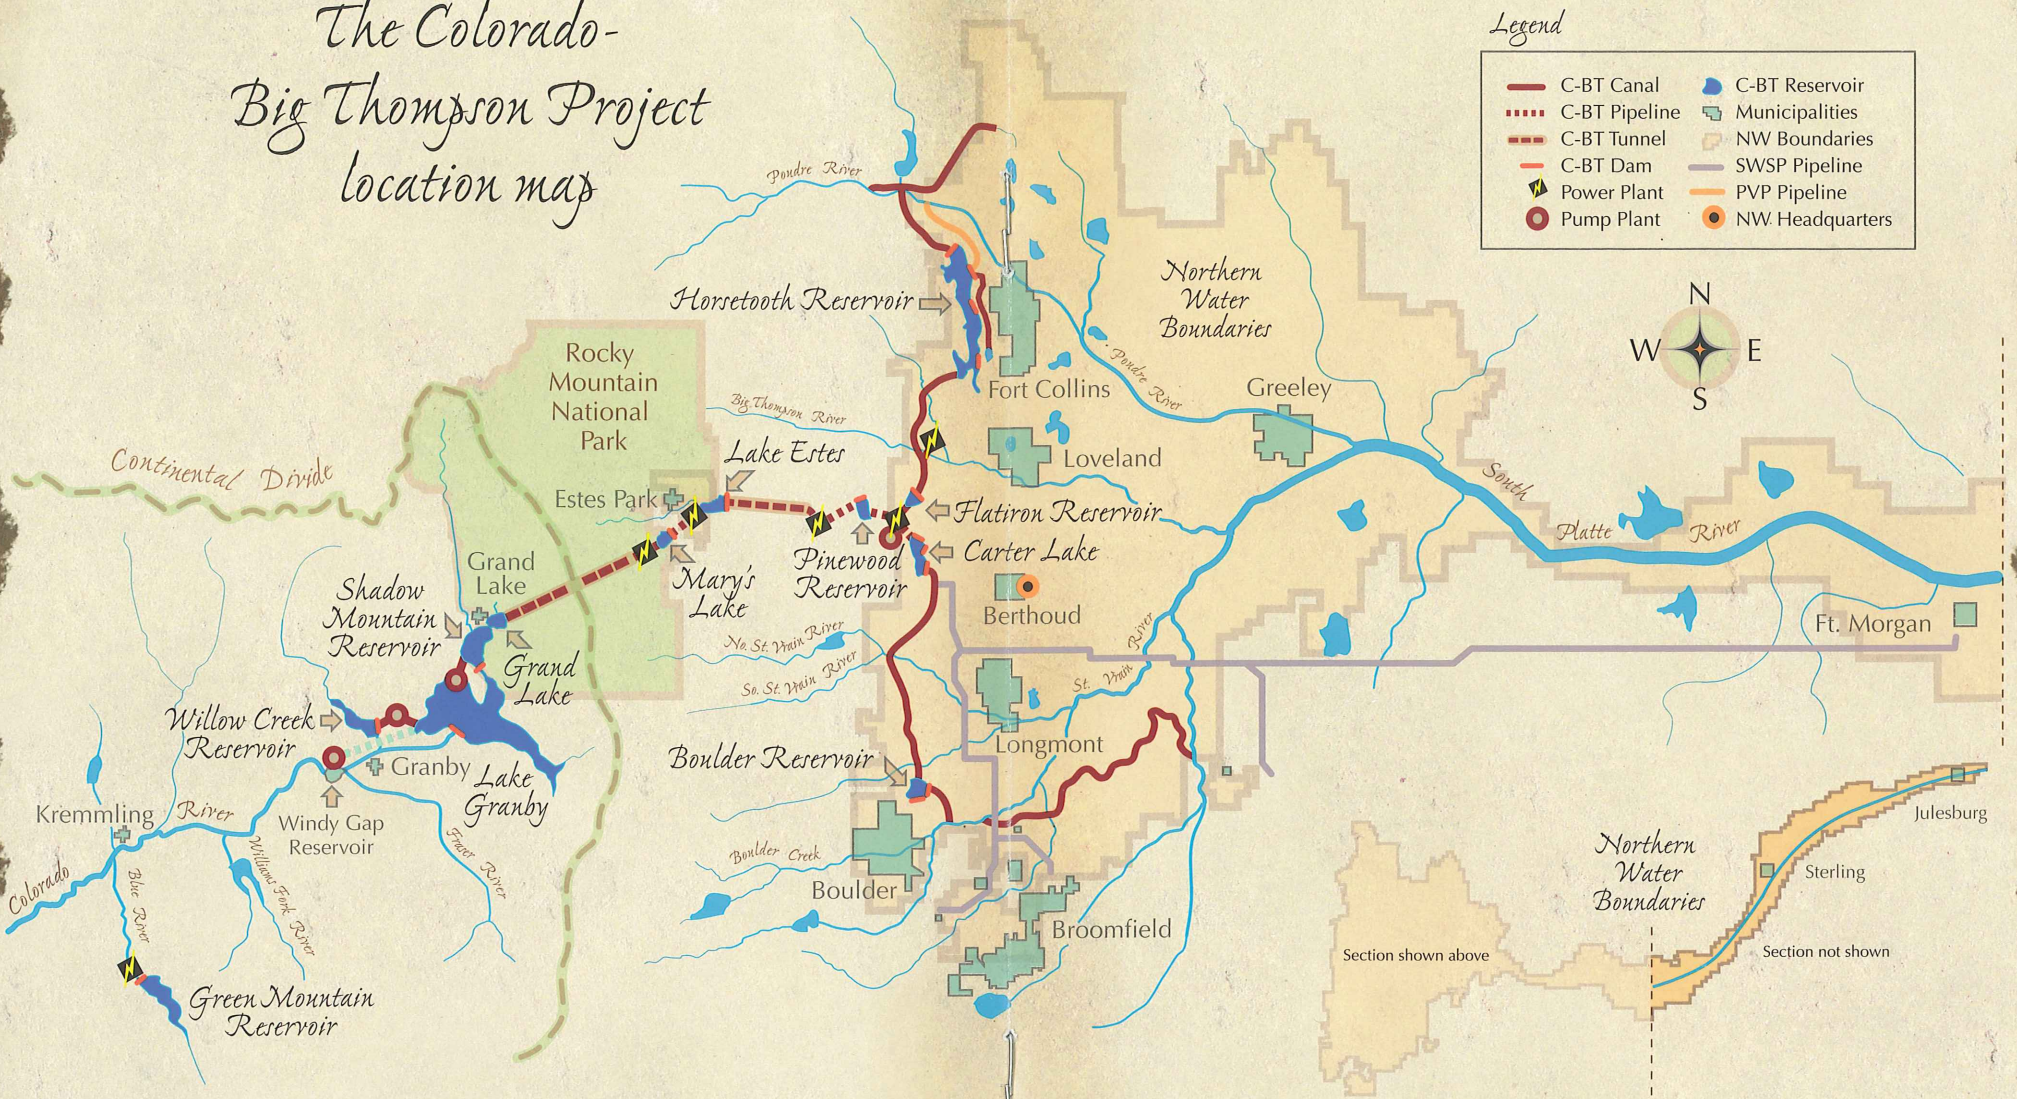 The Colorado-
Big Thompson Project
location map
Legend
C-BT Canal
C-BT Pipeline
C-BT Tunnel
C-BT Dam
Power Plant
Pump Plant
C-BT Reservoir
Municipalities
NW Boundaries
SWSP Pipeline
PVP Pipeline
NW Headquarters
N
W E
S
Poudre River
Horsetooth Reservoir
Northern
Water
Boundaries
Rocky
Mountain
National
Park
Fort Collins
Poudre River
Greeley
Big Thompson River
Continental Divide
Lake Estes
Loveland
Estes Park
Flatiron Reservoir
South
Platte
River
Pinewood
Reservoir
Carter Lake
Grand
Lake
Mary's
Lake
Shadow
Mountain
Reservoir
Berthoud
Ft. Morgan
No. St. Vrain River
So. St. Vrain River
St. Vrain
River
Grand
Lake
Willow Creek
Reservoir
Longmont
Boulder Reservoir
Granby
Lake
Granby
Kremmling
River
Windy Gap
Reservoir
Fraser River
Williams Fork River
Colorado
Blue River
Boulder Creek
Boulder
Broomfield
Green Mountain
Reservoir
Julesburg
Northern
Water
Boundaries
Sterling
Section shown above
Section not shown